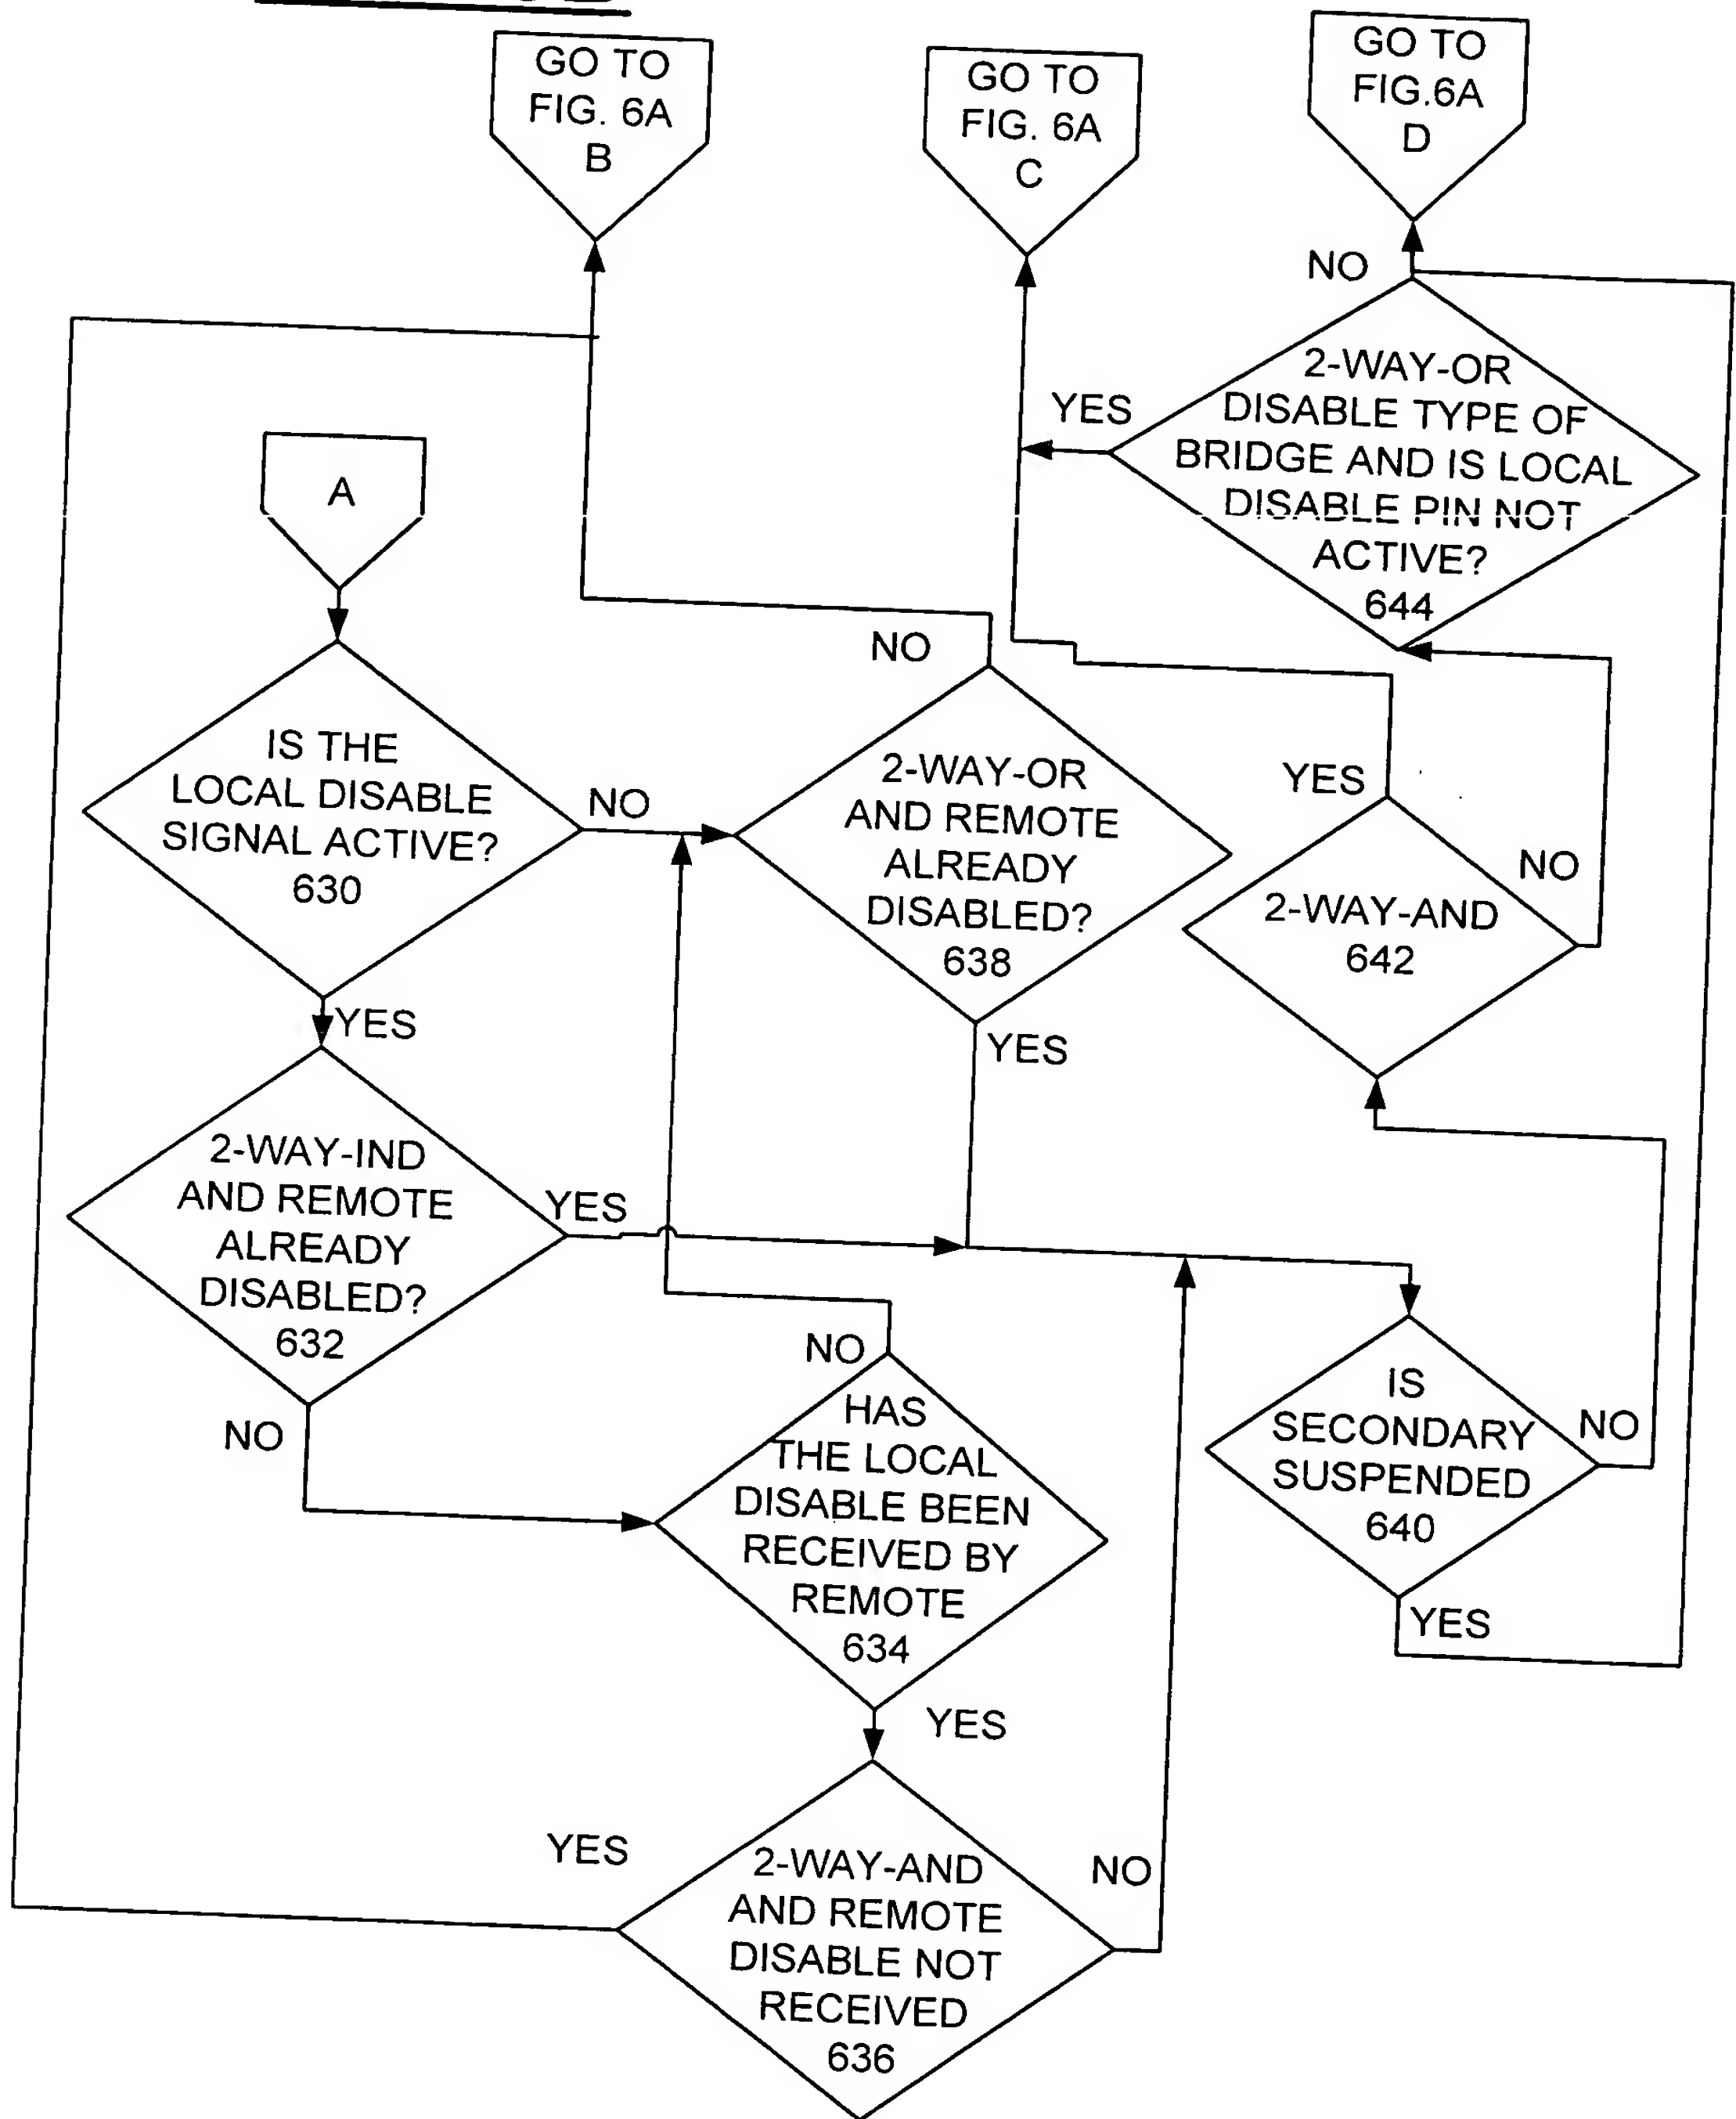 GO TO
FIG. 6A
B
GO TO
FIG. 6A
C
GO TO
FIG.6A
D
NO
2-WAY-OR
DISABLE TYPE OF
BRIDGE AND IS LOCAL
DISABLE PIN NOT
ACTIVE?
644
YES
A
NO
IS THE
LOCAL DISABLE
SIGNAL ACTIVE?
630
NO
2-WAY-OR
AND REMOTE
ALREADY
DISABLED?
638
YES
NO
2-WAY-AND
642
YES
YES
2-WAY-IND
AND REMOTE
ALREADY
DISABLED?
632
YES
NO
NO
HAS
THE LOCAL
DISABLE BEEN
RECEIVED BY
REMOTE
634
IS
SECONDARY
SUSPENDED
640
NO
YES
YES
YES
2-WAY-AND
AND REMOTE
DISABLE NOT
RECEIVED
636
NO